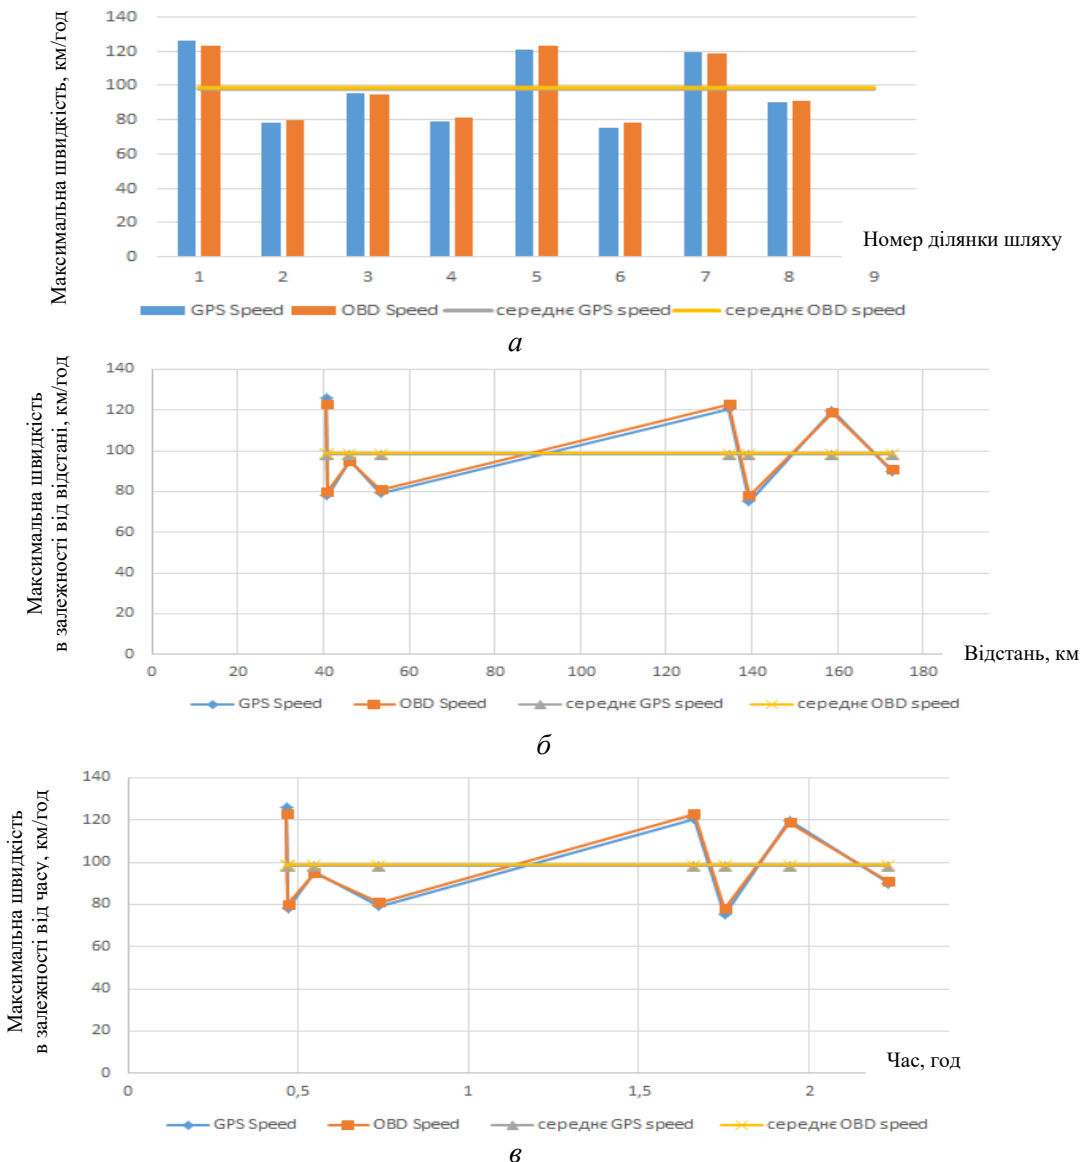 Максимальна швидкість, км/год
140
120
100
80
60
40
20
0
1 2 3 4 5 6 7 8 9
Номер ділянки шляху
GPS Speed OBD Speed середнє GPS speed середнє OBD speed
а
Максимальна швидкість
в залежності від відстані, км/год
140
120
100
80
60
40
20
0
0 20 40 60 80 100 120 140 160 180
Відстань, км
GPS Speed OBD Speed середнє GPS speed середнє OBD speed
б
Максимальна швидкість
в залежності від часу, км/год
140
120
100
80
60
40
20
0
0 0,5 1 1,5 2
Час, год
GPS Speed OBD Speed середнє GPS speed середнє OBD speed
в